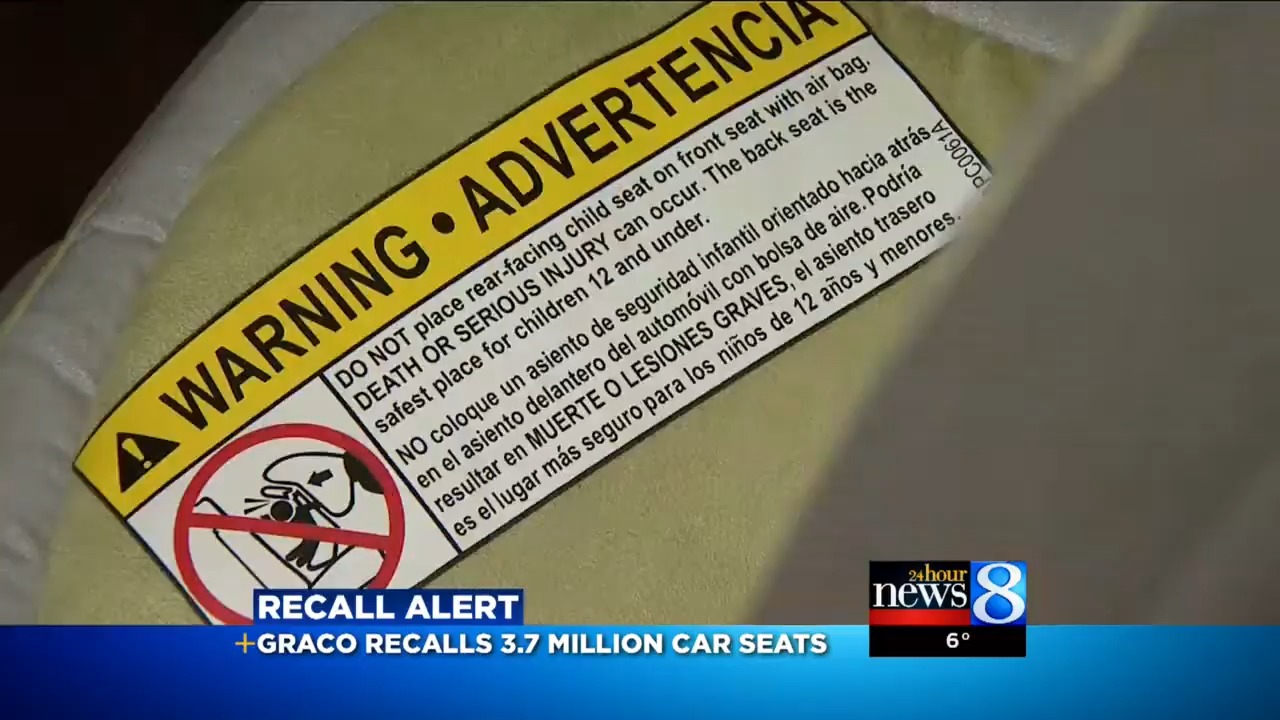 WARNING • ADVERTENCIA
DO NOT place rear-facing child seat on front seat with air bag.
DEATH OR SERIOUS INJURY can occur. The back seat is the
safest place for children 12 and under.
NO coloque un asiento de seguridad infantil orientado hacia atrás
en el asiento delantero del automóvil con bolsa de aire. Podría
resultar en MUERTE O LESIONES GRAVES, el asiento trasero
es el lugar más seguro para los niños de 12 años y menores.
PC0061A
RECALL ALERT
+GRACO RECALLS 3.7 MILLION CAR SEATS
24hour
news 8
6°